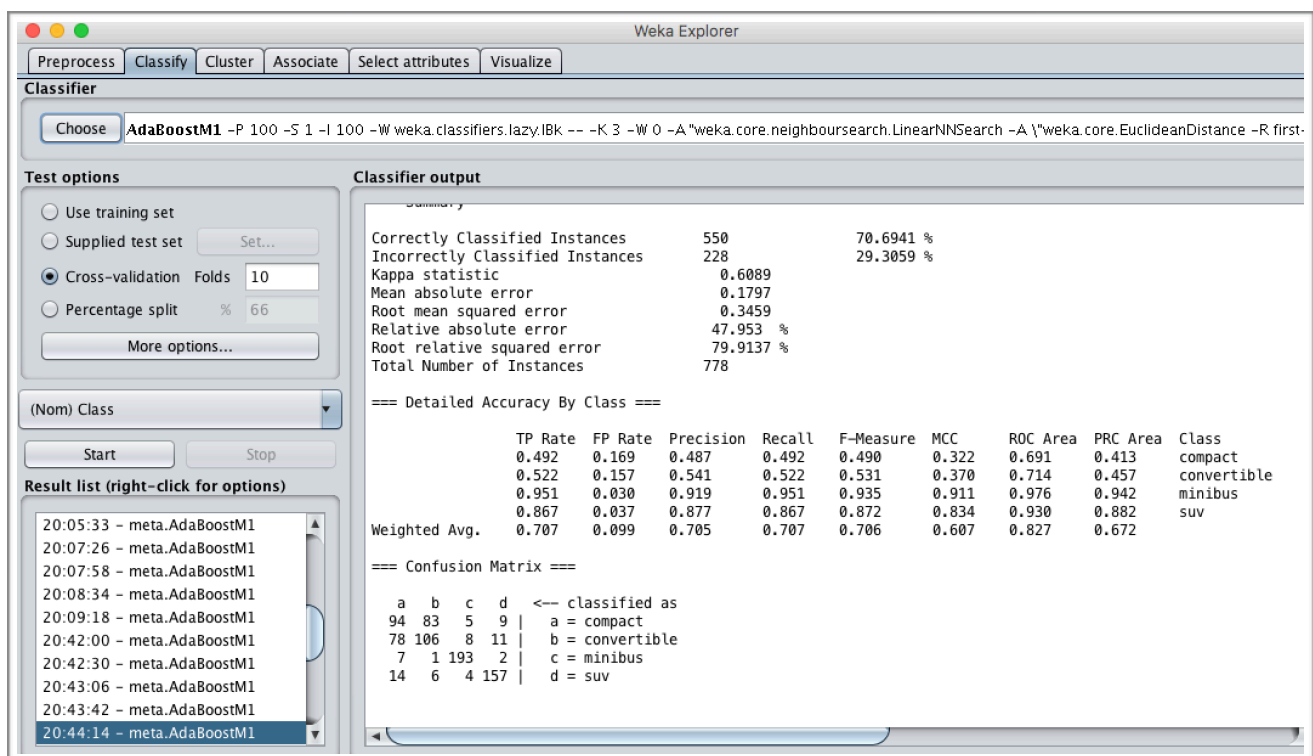 Weka Explorer
Preprocess Classify Cluster Associate Select attributes Visualize
Classifier
Choose AdaBoostM1 -P 100 -S 1 -I 100 -W weka.classifiers.lazy.IBk -- -K 3 -W 0 -A "weka.core.neighboursearch.LinearNNSearch -A \"weka.core.EuclideanDistance -R first-
Test options
Use training set
Supplied test set Set...
Cross-validation Folds 10
Percentage split % 66
More options...
(Nom) Class
Start Stop
Result list (right-click for options)
20:05:33 - meta.AdaBoostM1
20:07:26 - meta.AdaBoostM1
20:07:58 - meta.AdaBoostM1
20:08:34 - meta.AdaBoostM1
20:09:18 - meta.AdaBoostM1
20:42:00 - meta.AdaBoostM1
20:42:30 - meta.AdaBoostM1
20:43:06 - meta.AdaBoostM1
20:43:42 - meta.AdaBoostM1
20:44:14 - meta.AdaBoostM1
Classifier output
Summary
Correctly Classified Instances 550 70.6941 %
Incorrectly Classified Instances 228 29.3059 %
Kappa statistic 0.6089
Mean absolute error 0.1797
Root mean squared error 0.3459
Relative absolute error 47.953 %
Root relative squared error 79.9137 %
Total Number of Instances 778
=== Detailed Accuracy By Class ===
TP Rate FP Rate Precision Recall F-Measure MCC ROC Area PRC Area Class
0.492 0.169 0.487 0.492 0.490 0.322 0.691 0.413 compact
0.522 0.157 0.541 0.522 0.531 0.370 0.714 0.457 convertible
0.951 0.030 0.919 0.951 0.935 0.911 0.976 0.942 minibus
0.867 0.037 0.877 0.867 0.872 0.834 0.930 0.882 suv
Weighted Avg. 0.707 0.099 0.705 0.707 0.706 0.607 0.827 0.672
=== Confusion Matrix ===
a b c d <-- classified as
94 83 5 9 | a = compact
78 106 8 11 | b = convertible
7 1 193 2 | c = minibus
14 6 4 157 | d = suv